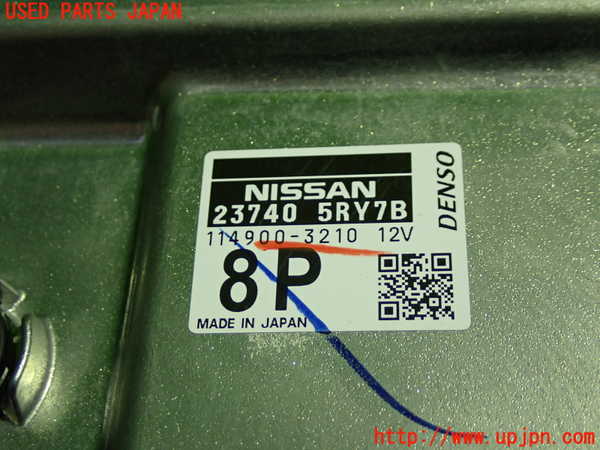 USED PARTS JAPAN
NISSAN
23740 5RY7B
DENSO
114900-3210 12V
8P
MADE IN JAPAN
http://www.upjpn.com/